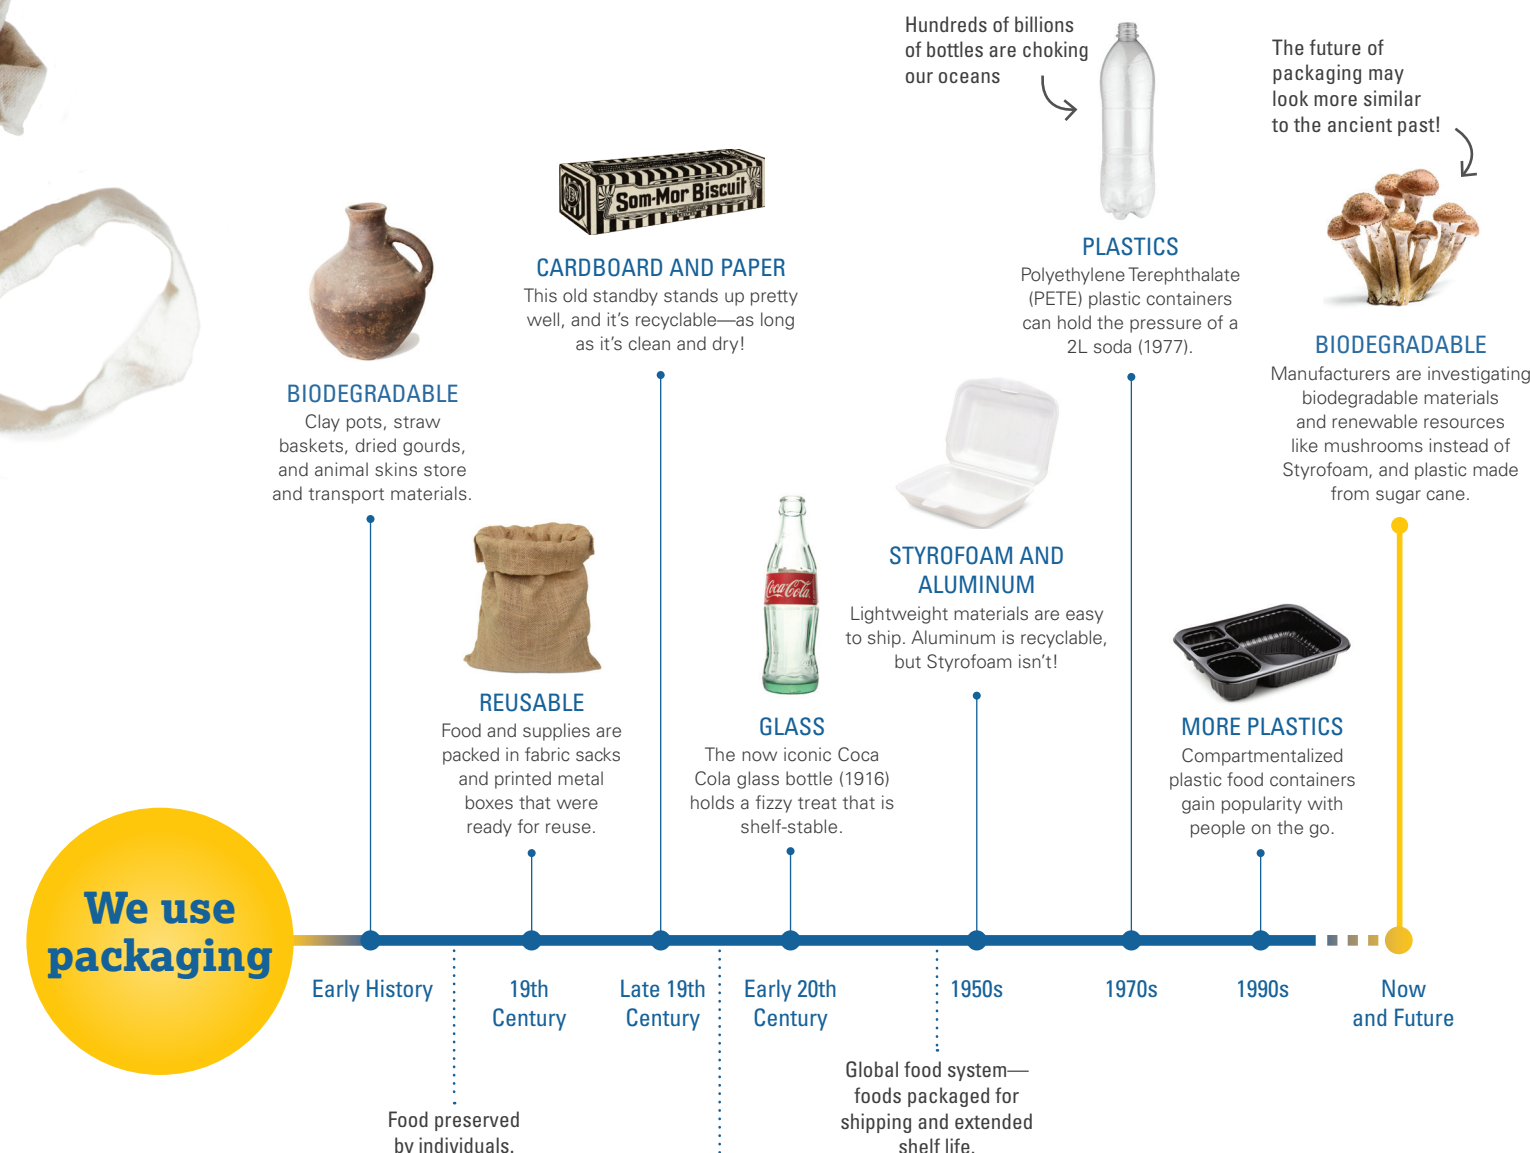 Hundreds of billions
of bottles are choking
our oceans
The future of
packaging may
look more similar
to the ancient past!
Som-Mor Biscuit
PLASTICS
Polyethylene Terephthalate
(PETE) plastic containers
can hold the pressure of a
2L soda (1977).
CARDBOARD AND PAPER
This old standby stands up pretty
well, and it's recyclable—as long
as it's clean and dry!
BIODEGRADABLE
Manufacturers are investigating
biodegradable materials
and renewable resources
like mushrooms instead of
Styrofoam, and plastic made
from sugar cane.
BIODEGRADABLE
Clay pots, straw
baskets, dried gourds,
and animal skins store
and transport materials.
STYROFOAM AND
ALUMINUM
Lightweight materials are easy
to ship. Aluminum is recyclable,
but Styrofoam isn't!
Coca-Cola
REUSABLE
Food and supplies are
packed in fabric sacks
and printed metal
boxes that were
ready for reuse.
GLASS
The now iconic Coca
Cola glass bottle (1916)
holds a fizzy treat that is
shelf-stable.
MORE PLASTICS
Compartmentalized
plastic food containers
gain popularity with
people on the go.
We use
packaging
Early History
19th
Century
Late 19th
Century
Early 20th
Century
1950s
1970s
1990s
Now
and Future
Food preserved
by individuals.
Global food system—
foods packaged for
shipping and extended
shelf life.